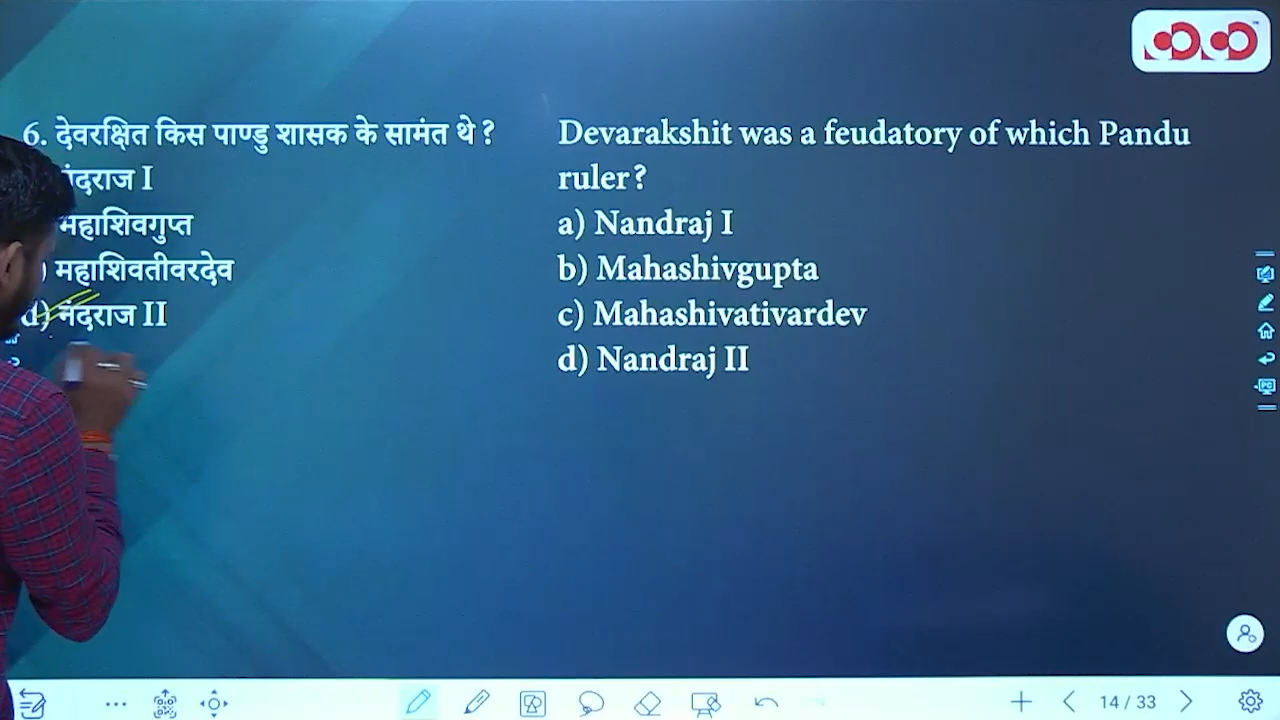 6. देवरक्षित किस पाण्डु शासक के सामंत थे ?
नंदराज I
महाशिवगुप्त
) महाशिवतीवरदेव
d) नंदराज II
Devarakshit was a feudatory of which Pandu
ruler?
a) Nandraj I
b) Mahashivgupta
c) Mahashivativardev
d) Nandraj II
14 / 33